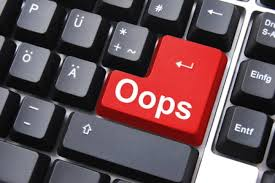 Ü
* + ~
↵
Einfg
Ö
Ä
' #
Oops
Entf